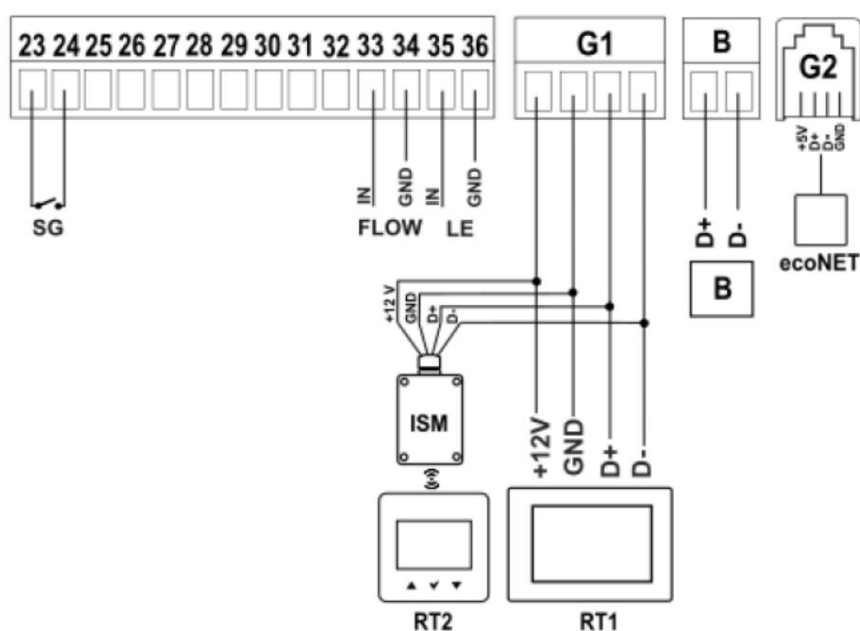 23 24 25 26 27 28 29 30 31 32 33 34 35 36
G1
B
G2
+5V
D+
D-
GND
IN
GND
IN
GND
SG
FLOW
LE
D+
D-
ecoNET
B
+12 V
GND
D+
D-
ISM
+12V
GND
D+
D-
RT2
RT1